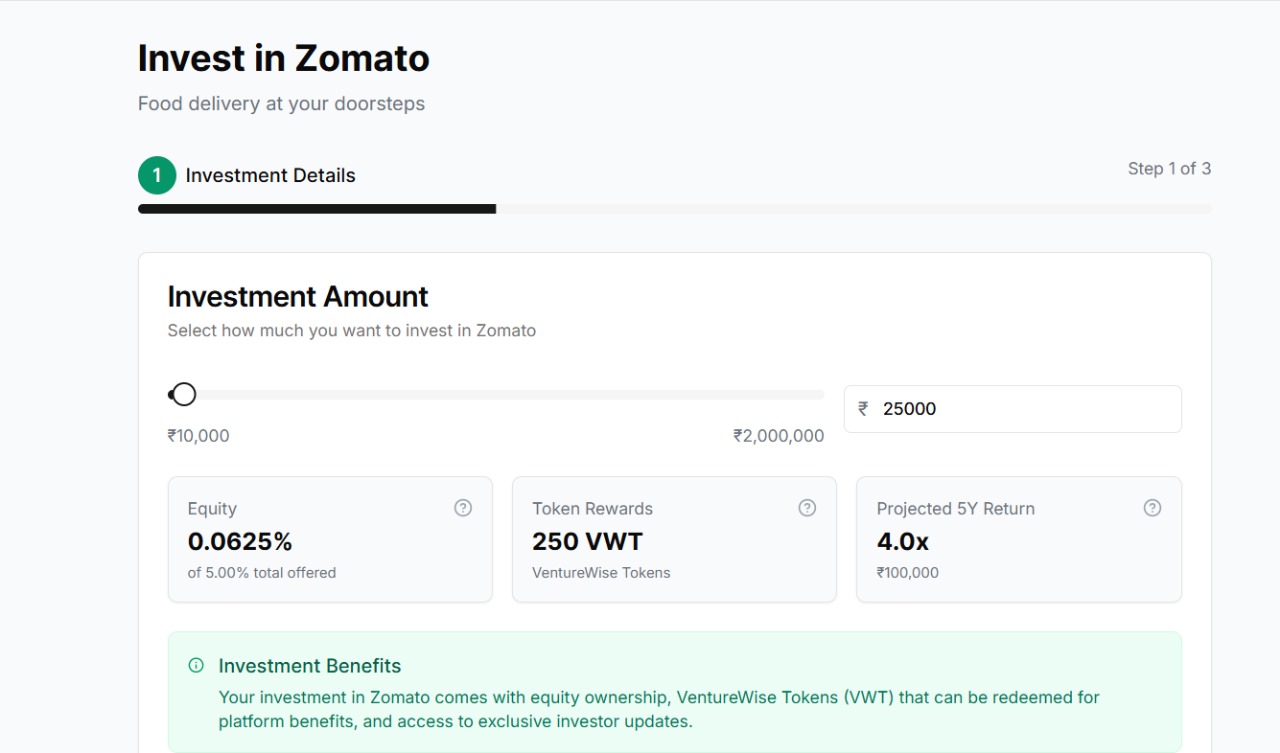 Invest in Zomato
Food delivery at your doorsteps
1 Investment Details
Step 1 of 3
Investment Amount
Select how much you want to invest in Zomato
₹ 25000
₹10,000 ₹2,000,000
Equity ?
0.0625%
of 5.00% total offered
Token Rewards ?
250 VWT
VentureWise Tokens
Projected 5Y Return ?
4.0x
₹100,000
Investment Benefits
Your investment in Zomato comes with equity ownership, VentureWise Tokens (VWT) that can be redeemed for
platform benefits, and access to exclusive investor updates.